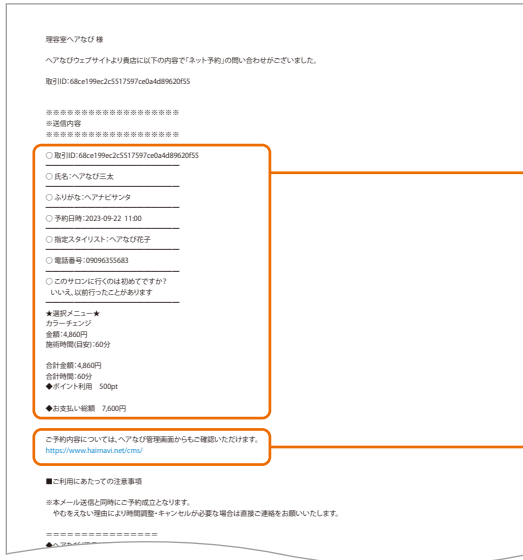 理容室ヘアなび 様
ヘアなびウェブサイトより貴店に以下の内容で「ネット予約」の問い合わせがございました。
取引ID:68ce199ec2c5517597ce0a4d89620f55
※※※※※※※※※※※※※※※※※※※
※送信内容
※※※※※※※※※※※※※※※※※※※
○ 取引ID:68ce199ec2c5517597ce0a4d89620f55
○ 氏名:ヘアなび三太
○ ふりがな:ヘアナビサンタ
○ 予約日時:2023-09-22 11:00
○ 指定スタイリスト:ヘアなび花子
○ 電話番号:09096355683
○ このサロンに行くのは初めてですか?
いいえ、以前行ったことがあります
★選択メニュー★
カラーチェンジ
金額:4,860円
施術時間(目安):60分
合計金額:4,860円
合計時間:60分
◆ポイント利用 500pt
◆お支払い総額 7,600円
ご予約内容については、ヘアなび管理画面からもご確認いただけます。
https://www.hairnavi.net/cms/
■ご利用にあたっての注意事項
※本メール送信と同時にご予約成立となります。
やむをえない理由により時間調整・キャンセルが必要な場合は直接ご連絡をお願いいたします。
================